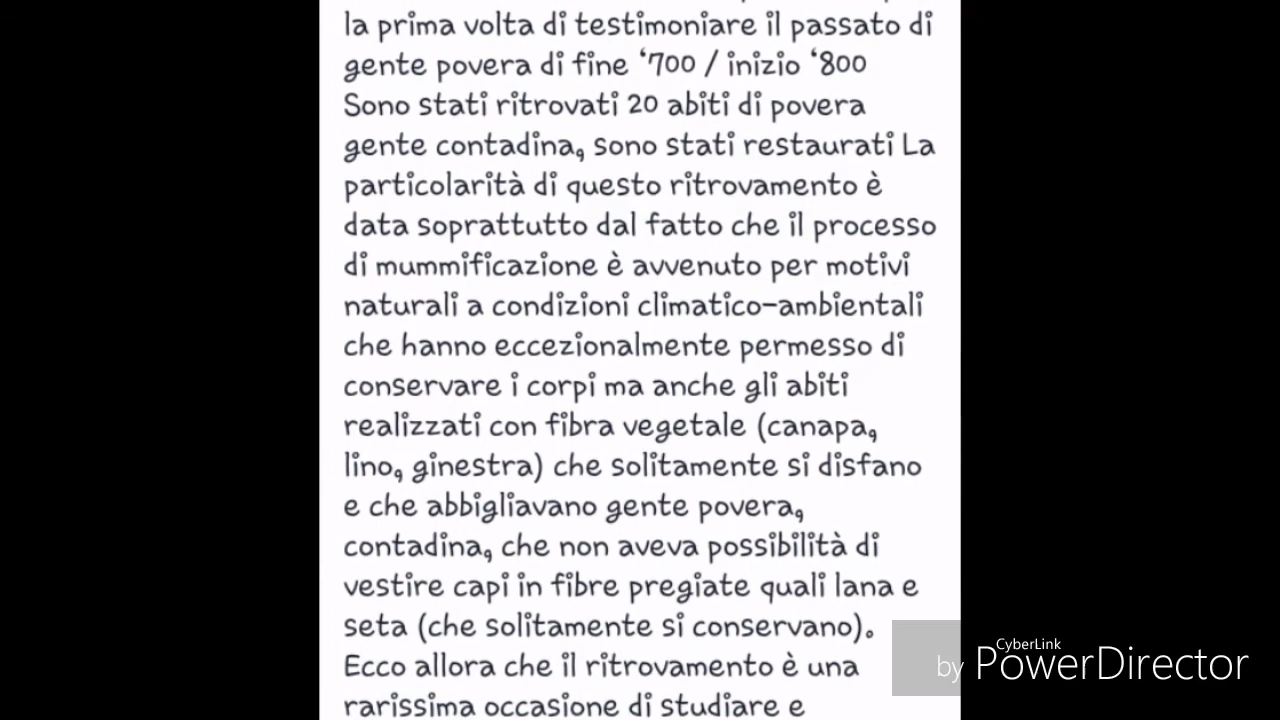 la prima volta di testimoniare il passato di
gente povera di fine ‘700 / inizio ‘800
Sono stati ritrovati 20 abiti di povera
gente contadina, sono stati restaurati La
particolarità di questo ritrovamento è
data soprattutto dal fatto che il processo
di mummificazione è avvenuto per motivi
naturali a condizioni climatico-ambientali
che hanno eccezionalmente permesso di
conservare i corpi ma anche gli abiti
realizzati con fibra vegetale (canapa,
lino, ginestra) che solitamente si disfano
e che abbigliavano gente povera,
contadina, che non aveva possibilità di
vestire capi in fibre pregiate quali lana e
seta (che solitamente si conservano).
Ecco allora che il ritrovamento è una
rarissima occasione di studiare e
CyberLink
by PowerDirector